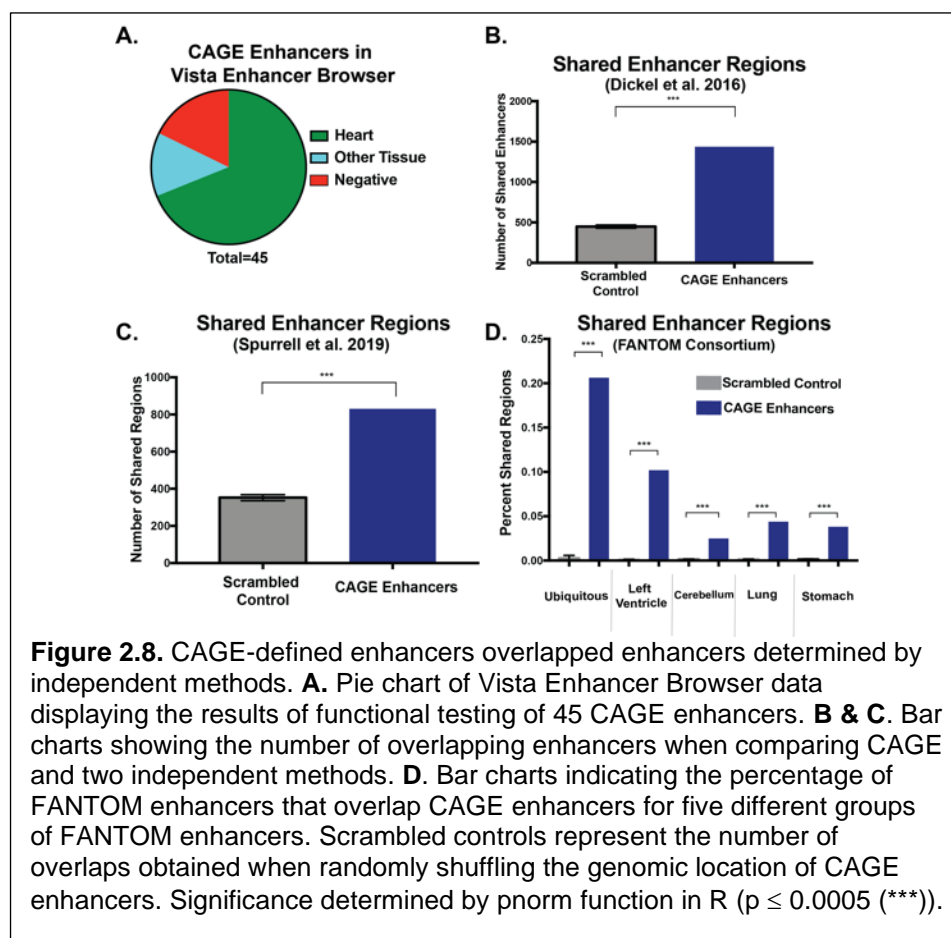 A.
CAGE Enhancers in
Vista Enhancer Browser
Heart
Other Tissue
Negative
Total=45
B.
Shared Enhancer Regions
(Dickel et al. 2016)
Number of Shared Enhancers
2000
1500
1000
500
0
***
Scrambled
Control
CAGE Enhancers
C.
Shared Enhancer Regions
(Spurrell et al. 2019)
Number of Shared Regions
1000
800
600
400
200
0
***
Scrambled
Control
CAGE Enhancers
D.
Shared Enhancer Regions
(FANTOM Consortium)
Percent Shared Regions
0.25
0.20
0.15
0.10
0.05
0.00
***
***
***
***
***
Scrambled Control
CAGE Enhancers
Ubiquitous
Left
Ventricle
Cerebellum
Lung
Stomach
Figure 2.8. CAGE-defined enhancers overlapped enhancers determined by
independent methods. A. Pie chart of Vista Enhancer Browser data
displaying the results of functional testing of 45 CAGE enhancers. B & C. Bar
charts showing the number of overlapping enhancers when comparing CAGE
and two independent methods. D. Bar charts indicating the percentage of
FANTOM enhancers that overlap CAGE enhancers for five different groups
of FANTOM enhancers. Scrambled controls represent the number of
overlaps obtained when randomly shuffling the genomic location of CAGE
enhancers. Significance determined by pnorm function in R (p ≤ 0.0005 (***)).